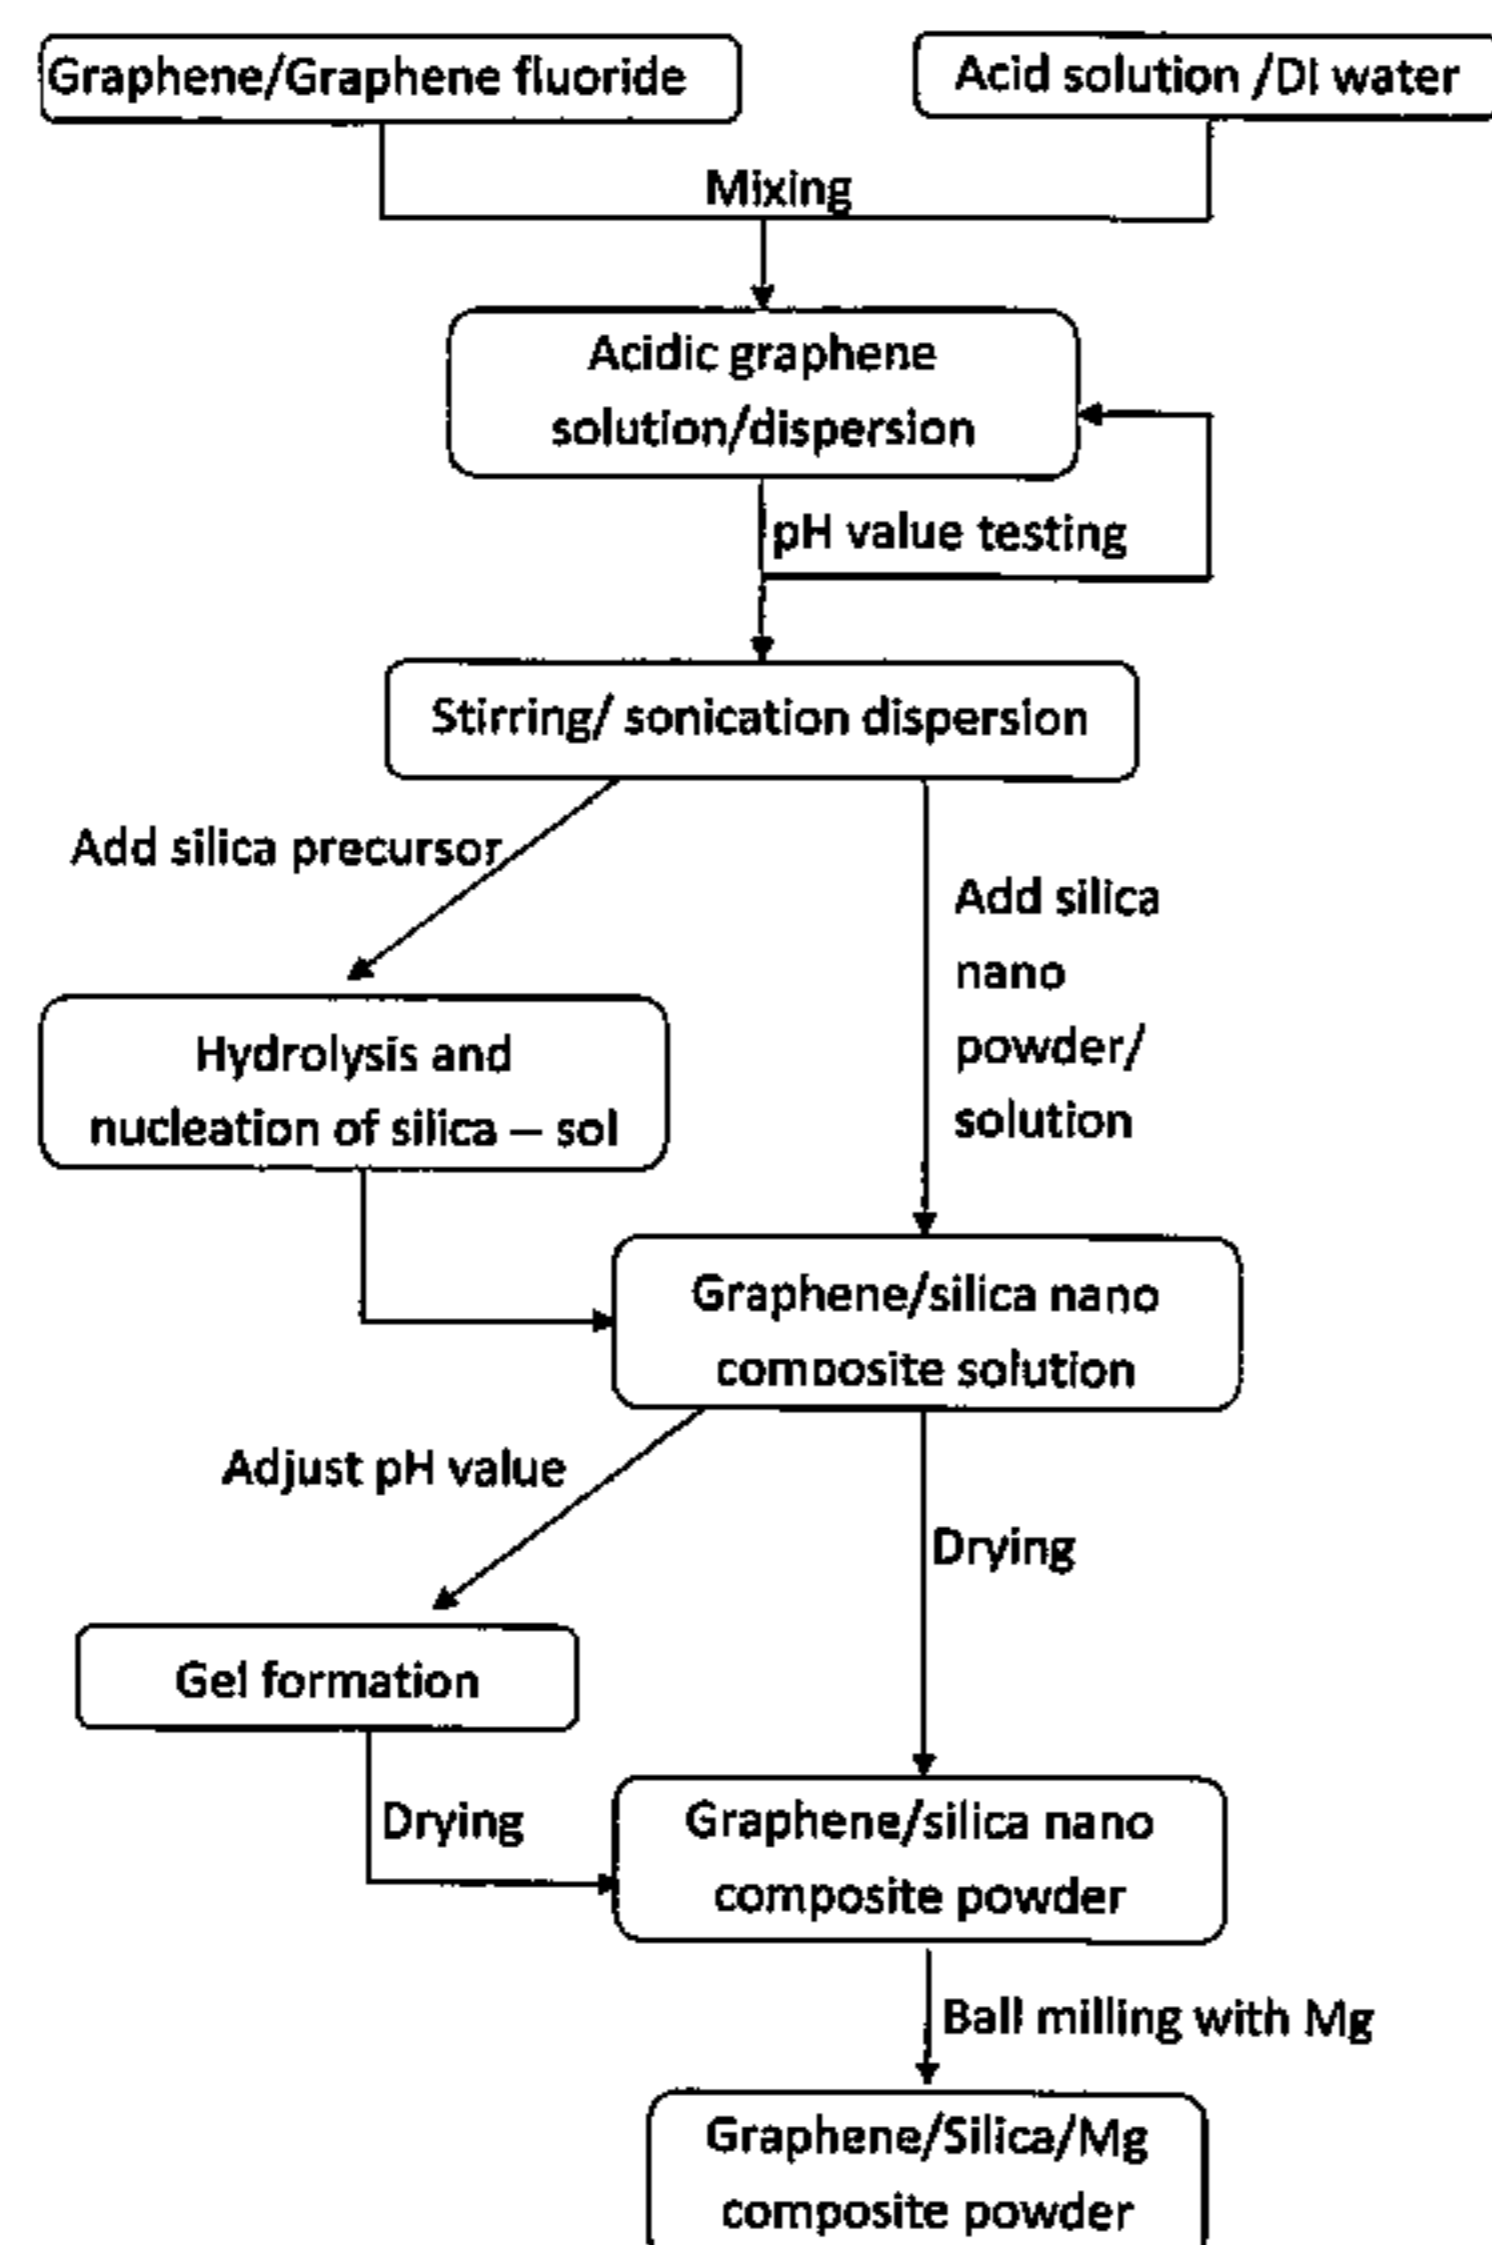 Graphene/Graphene fluoride
Acid solution /DI water
Mixing
Acidic graphene
solution/dispersion
pH value testing
Stirring/ sonication dispersion
Add silica precursor
Add silica
nano
powder/
solution
Hydrolysis and
nucleation of silica – sol
Graphene/silica nano
composite solution
Adjust pH value
Drying
Gel formation
Drying
Graphene/silica nano
composite powder
Ball milling with Mg
Graphene/Silica/Mg
composite powder